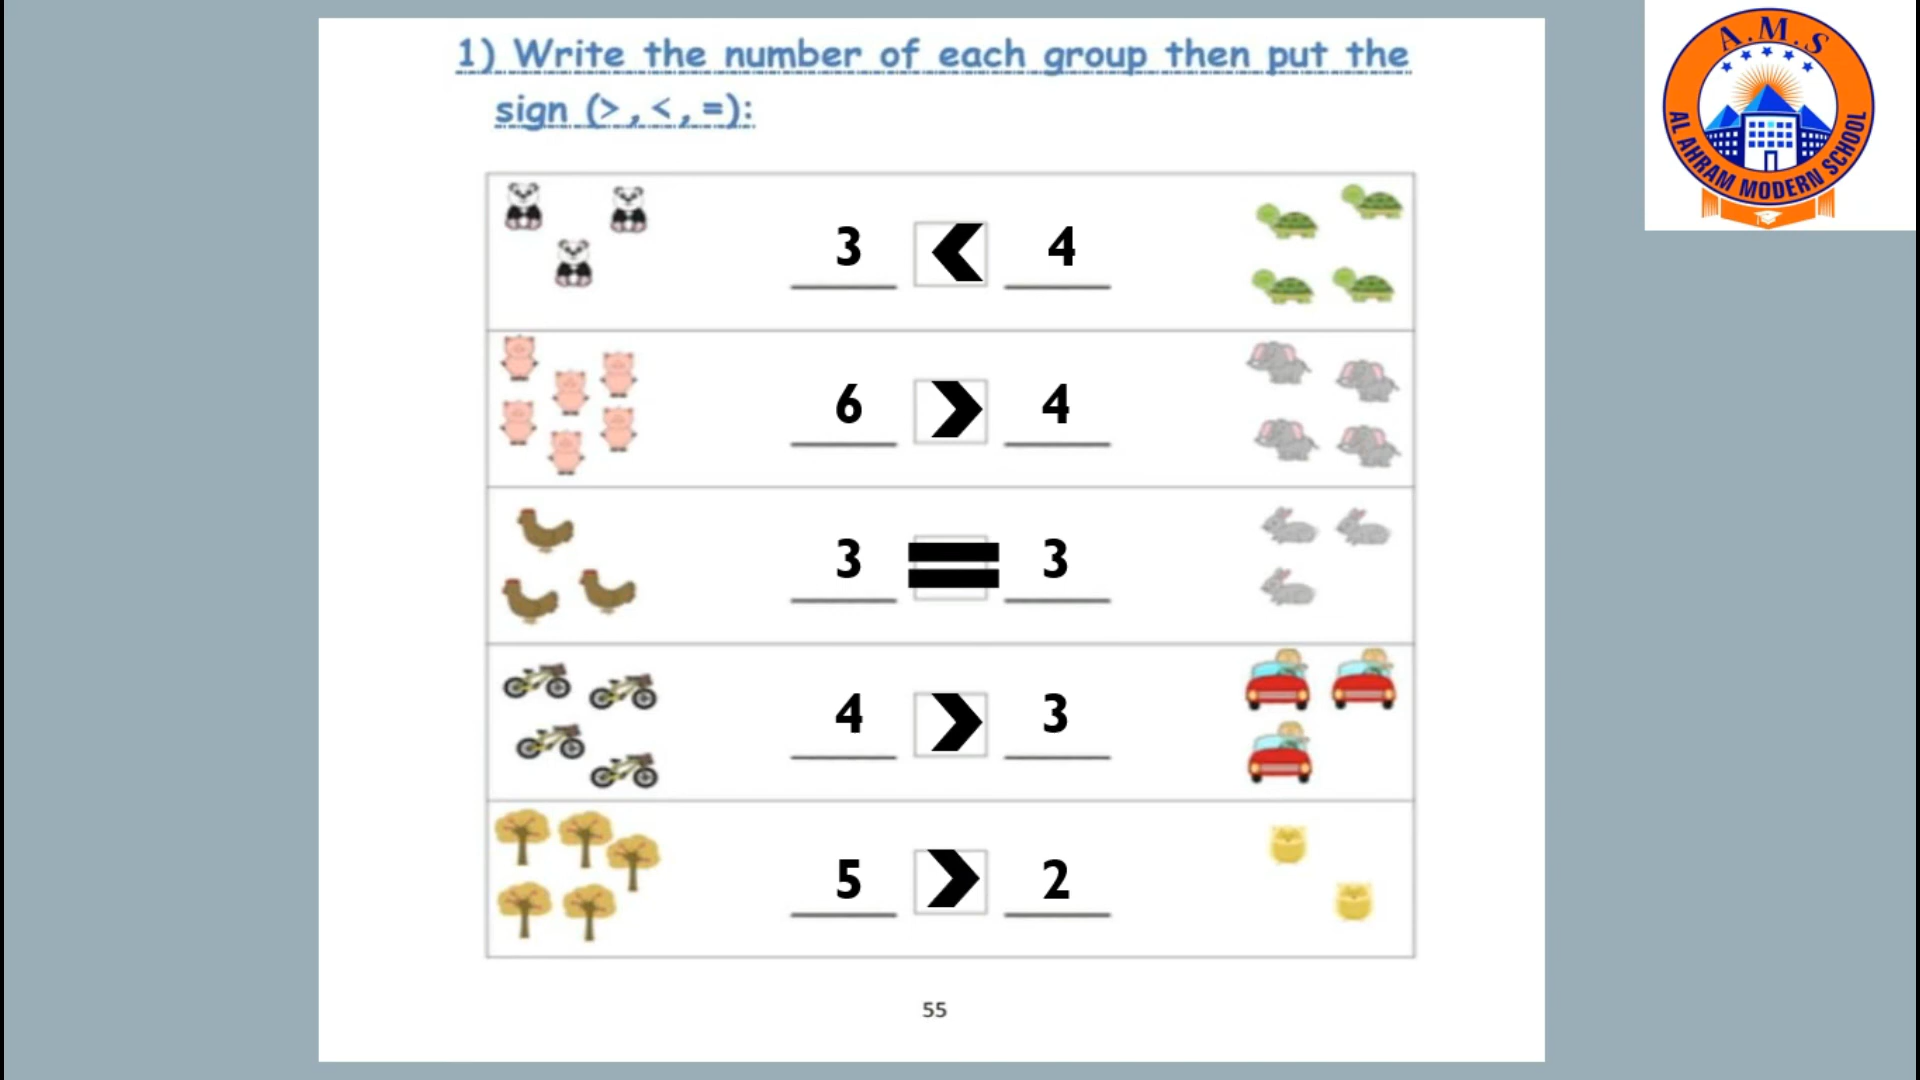 1) Write the number of each group then put the
sign (> , < , =):
3 < 4
6 > 4
3 = 3
4 > 3
5 > 2
55
A.M.S
AL AHRAM MODERN SCHOOL